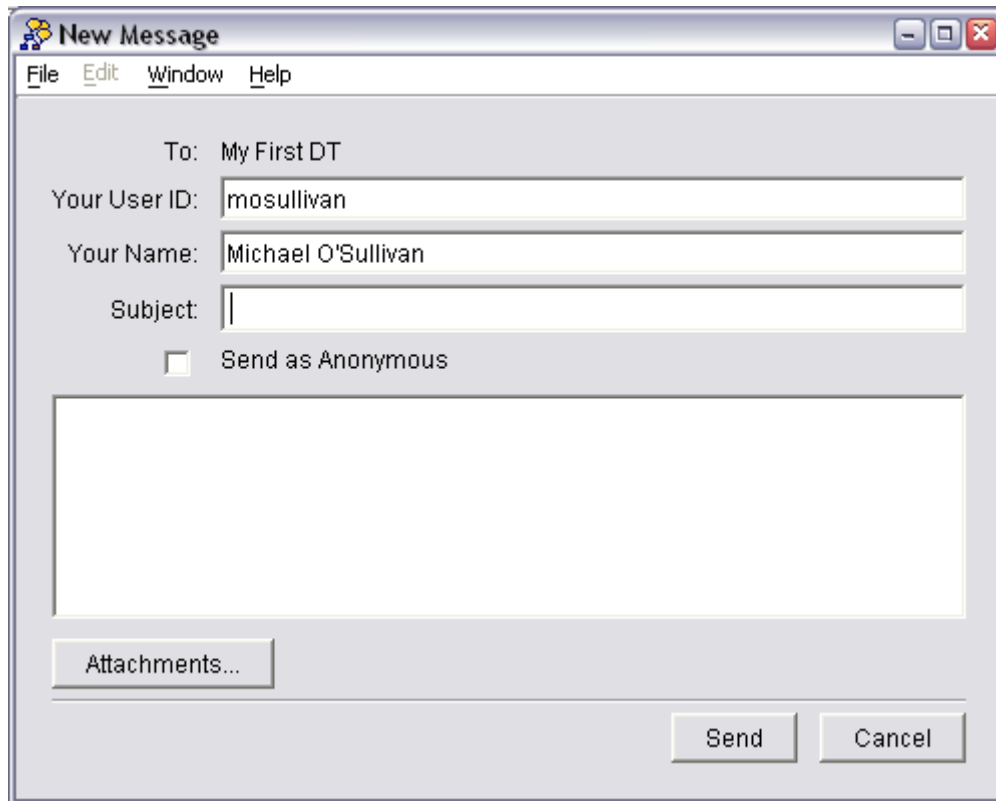 New Message
File Edit Window Help
To: My First DT
Your User ID: mosullivan
Your Name: Michael O'Sullivan
Subject:
Send as Anonymous
Attachments...
Send Cancel